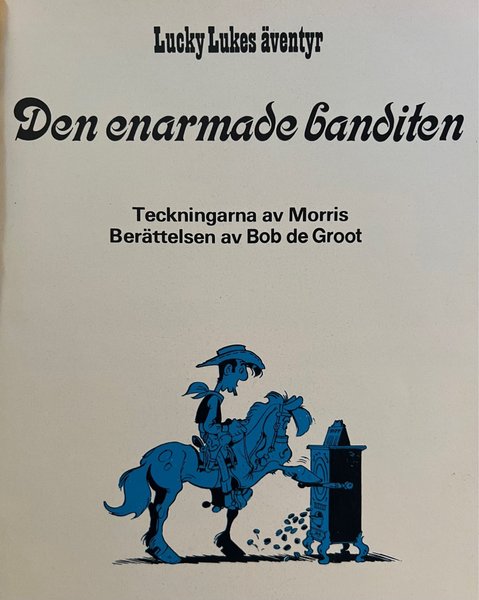 Lucky Lukes äventyr
Den enarmade banditen
Teckningarna av Morris
Berättelsen av Bob de Groot